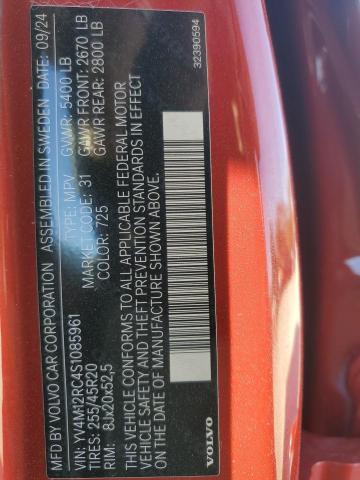 MFD BY VOLVO CAR CORPORATION ASSEMBLED IN SWEDEN DATE: 09/24
VIN: YV4M12RC4S1085961 TYPE: MPV GVWR: 5400 LB
TIRES: 255/45R20 MARKET CODE: 31 GAWR FRONT: 2670 LB
RIM: 8Jx20x52,5 COLOR: 725 GAWR REAR: 2800 LB
THIS VEHICLE CONFORMS TO ALL APPLICABLE FEDERAL MOTOR
VEHICLE SAFETY AND THEFT PREVENTION STANDARDS IN EFFECT
ON THE DATE OF MANUFACTURE SHOWN ABOVE.
VOLVO
32390594